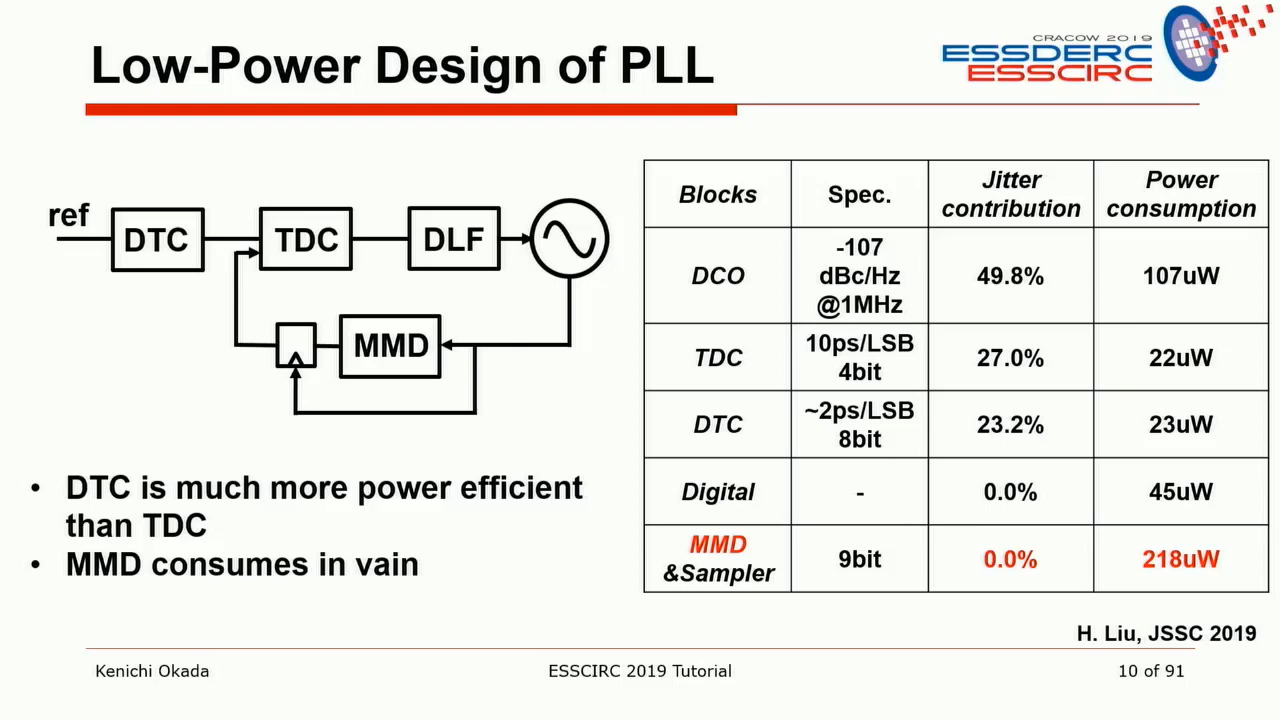 Low-Power Design of PLL
CRACOW 2019
ESSDERC
ESSCIRC
ref
DTC
TDC
DLF
MMD
• DTC is much more power efficient
than TDC
• MMD consumes in vain
Blocks Spec. Jitter contribution Power consumption
DCO -107 dBc/Hz @1MHz 49.8% 107uW
TDC 10ps/LSB 4bit 27.0% 22uW
DTC ~2ps/LSB 8bit 23.2% 23uW
Digital - 0.0% 45uW
MMD &Sampler 9bit 0.0% 218uW
H. Liu, JSSC 2019
Kenichi Okada ESSCIRC 2019 Tutorial 10 of 91